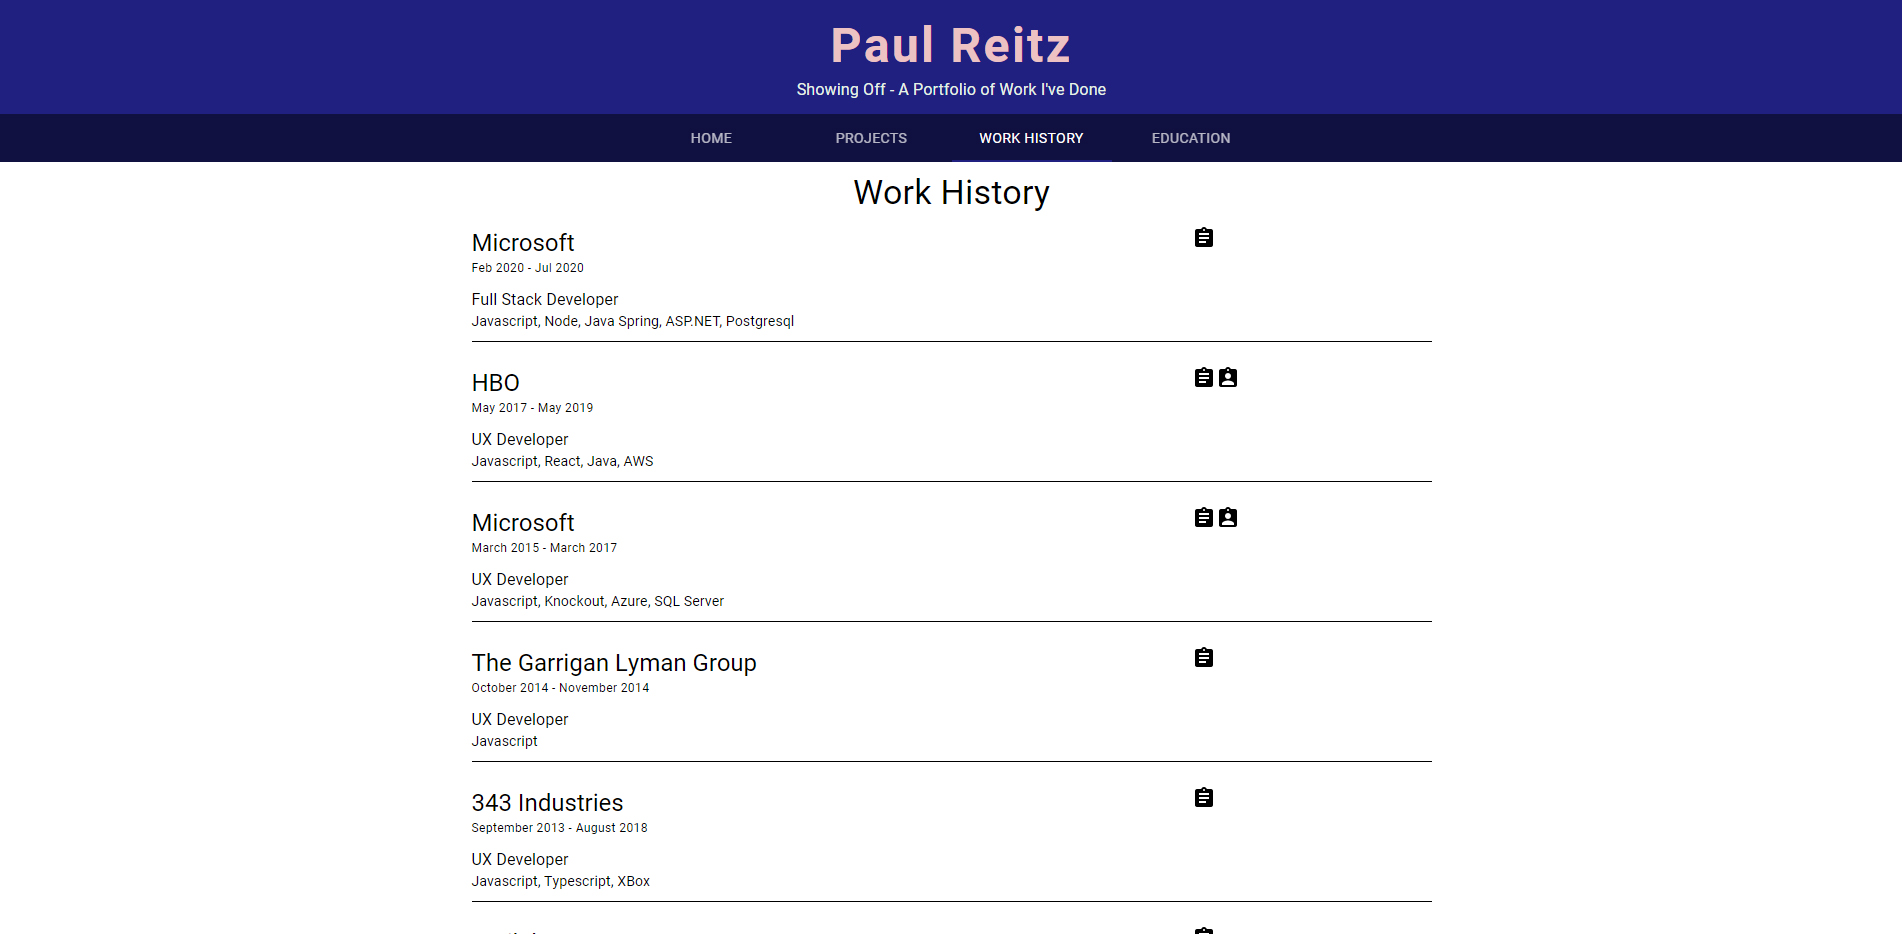 Paul Reitz
Showing Off - A Portfolio of Work I've Done
HOME PROJECTS WORK HISTORY EDUCATION
Work History
Microsoft
Feb 2020 - Jul 2020
Full Stack Developer
Javascript, Node, Java Spring, ASP.NET, Postgresql
HBO
May 2017 - May 2019
UX Developer
Javascript, React, Java, AWS
Microsoft
March 2015 - March 2017
UX Developer
Javascript, Knockout, Azure, SQL Server
The Garrigan Lyman Group
October 2014 - November 2014
UX Developer
Javascript
343 Industries
September 2013 - August 2018
UX Developer
Javascript, Typescript, XBox